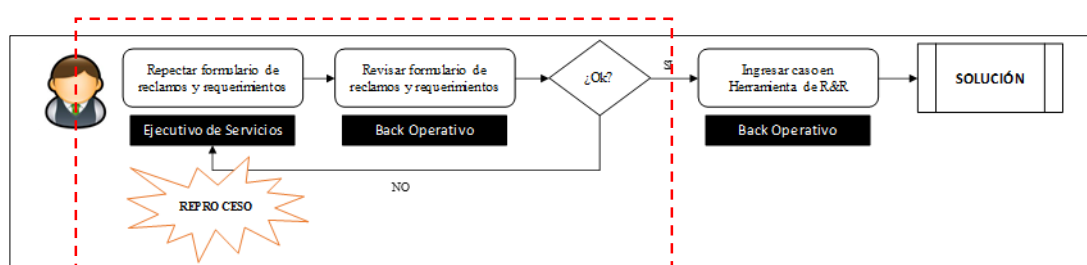 Repectar formulario de
reclamos y requerimientos
Ejecutivo de Servicios
Revisar formulario de
reclamos y requerimientos
Back Operativo
¿Ok?
SI
Ingresar caso en
Herramienta de R&R
Back Operativo
SOLUCIÓN
NO
REPRO CESO